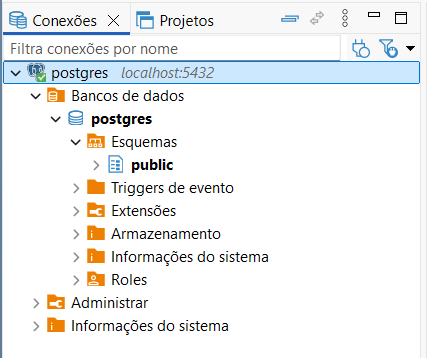 Conexões Projetos
Filtra conexões por nome
postgres localhost:5432
Bancos de dados
postgres
Esquemas
public
Triggers de evento
Extensões
Armazenamento
Informações do sistema
Roles
Administrar
Informações do sistema